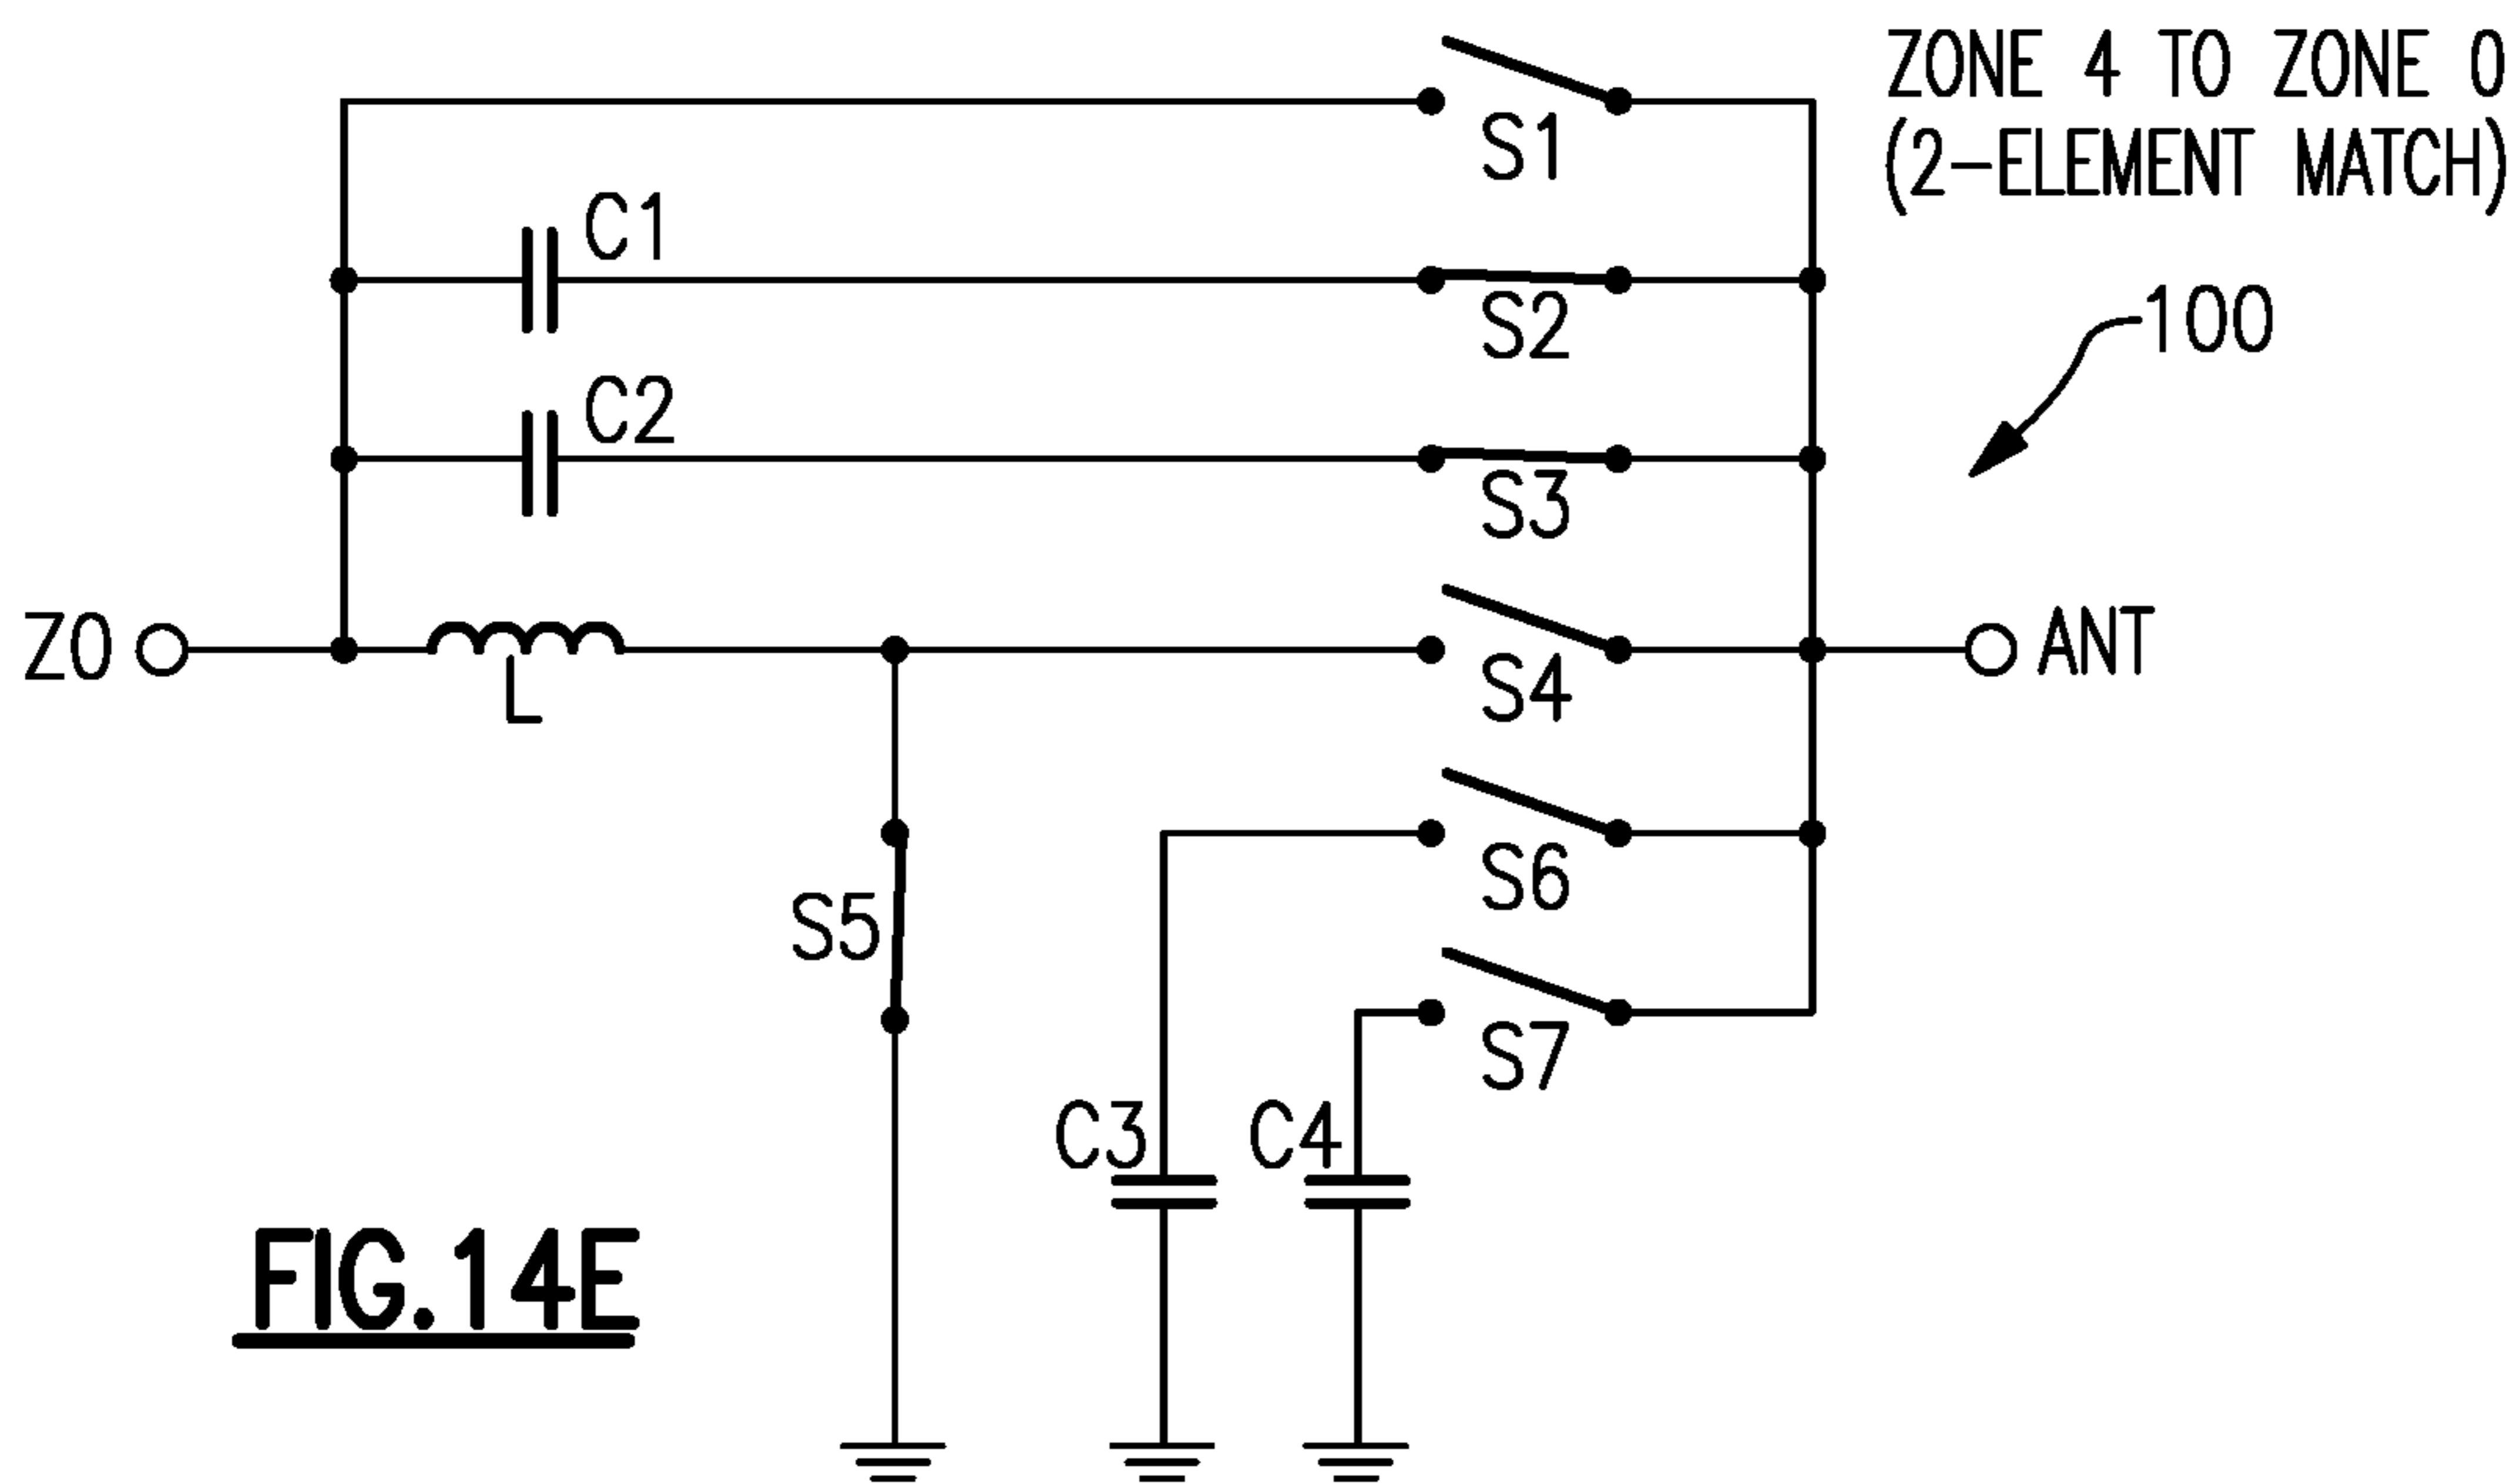 ZONE 4 TO ZONE 0
(2-ELEMENT MATCH)
S1
C1
S2
100
C2
S3
Z0
L
S4
ANT
S6
S5
S7
C3
C4
FIG.14E